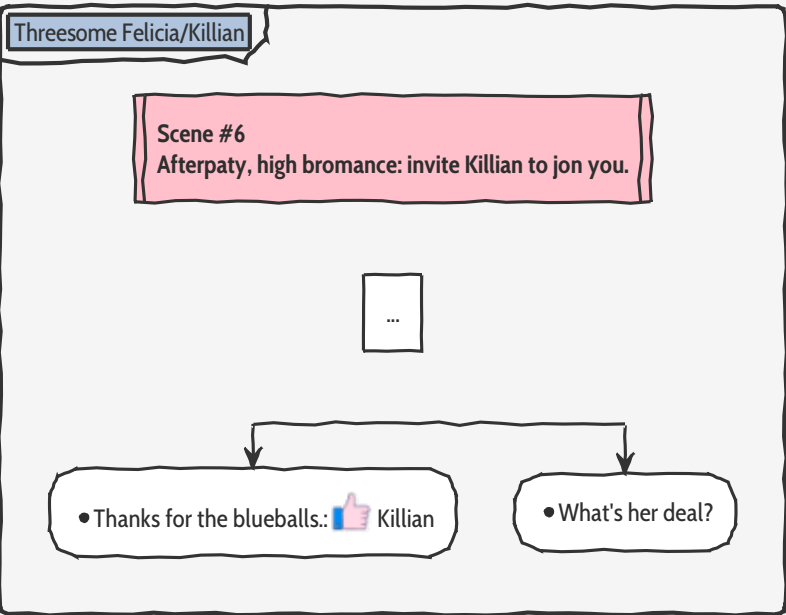 Threesome Felicia/Killian
Scene #6
Afterpaty, high bromance: invite Killian to jon you.
...
•Thanks for the blueballs.: Killian
•What's her deal?